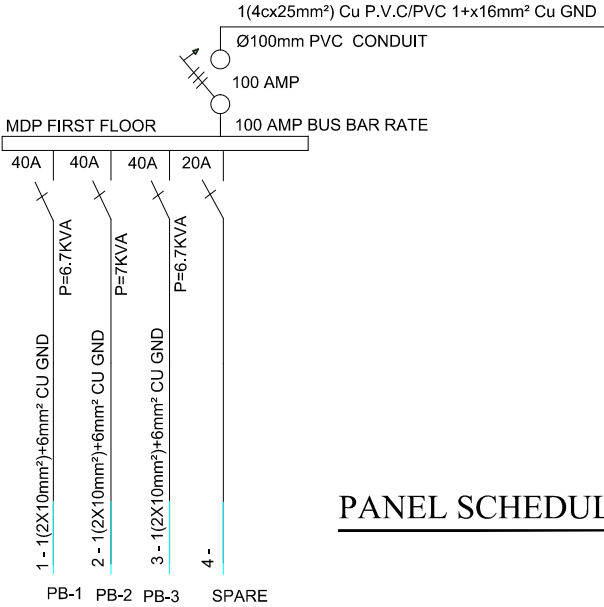 1(4cx25mm²) Cu P.V.C/PVC 1+x16mm² Cu GND
Ø100mm PVC CONDUIT
100 AMP
MDP FIRST FLOOR
100 AMP BUS BAR RATE
40A
40A
40A
20A
P=6.7KVA
P=7KVA
P=6.7KVA
1 - 1(2X10mm²)+6mm² CU GND
2 - 1(2X10mm²)+6mm² CU GND
3 - 1(2X10mm²)+6mm² CU GND
4 -
PANEL SCHEDUL
PB-1
PB-2
PB-3
SPARE